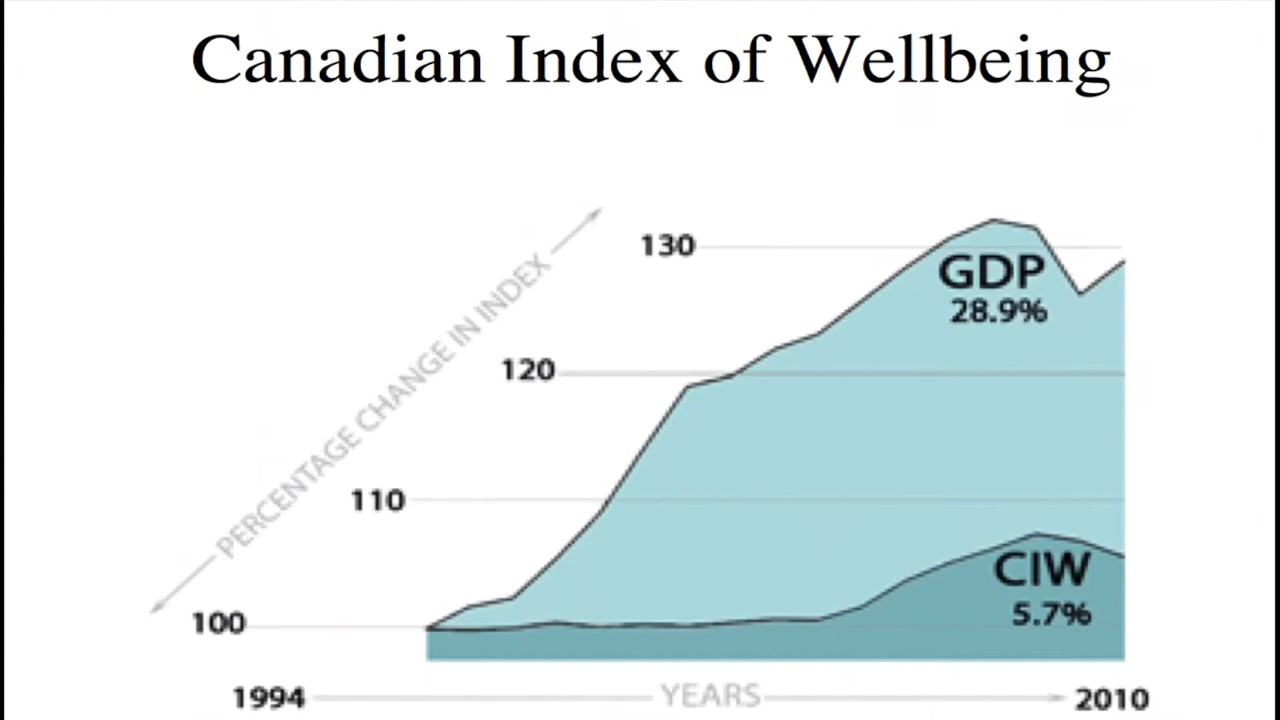 Canadian Index of Wellbeing
PERCENTAGE CHANGE IN INDEX
130
GDP
28.9%
120
110
CIW
5.7%
100
1994
YEARS
2010